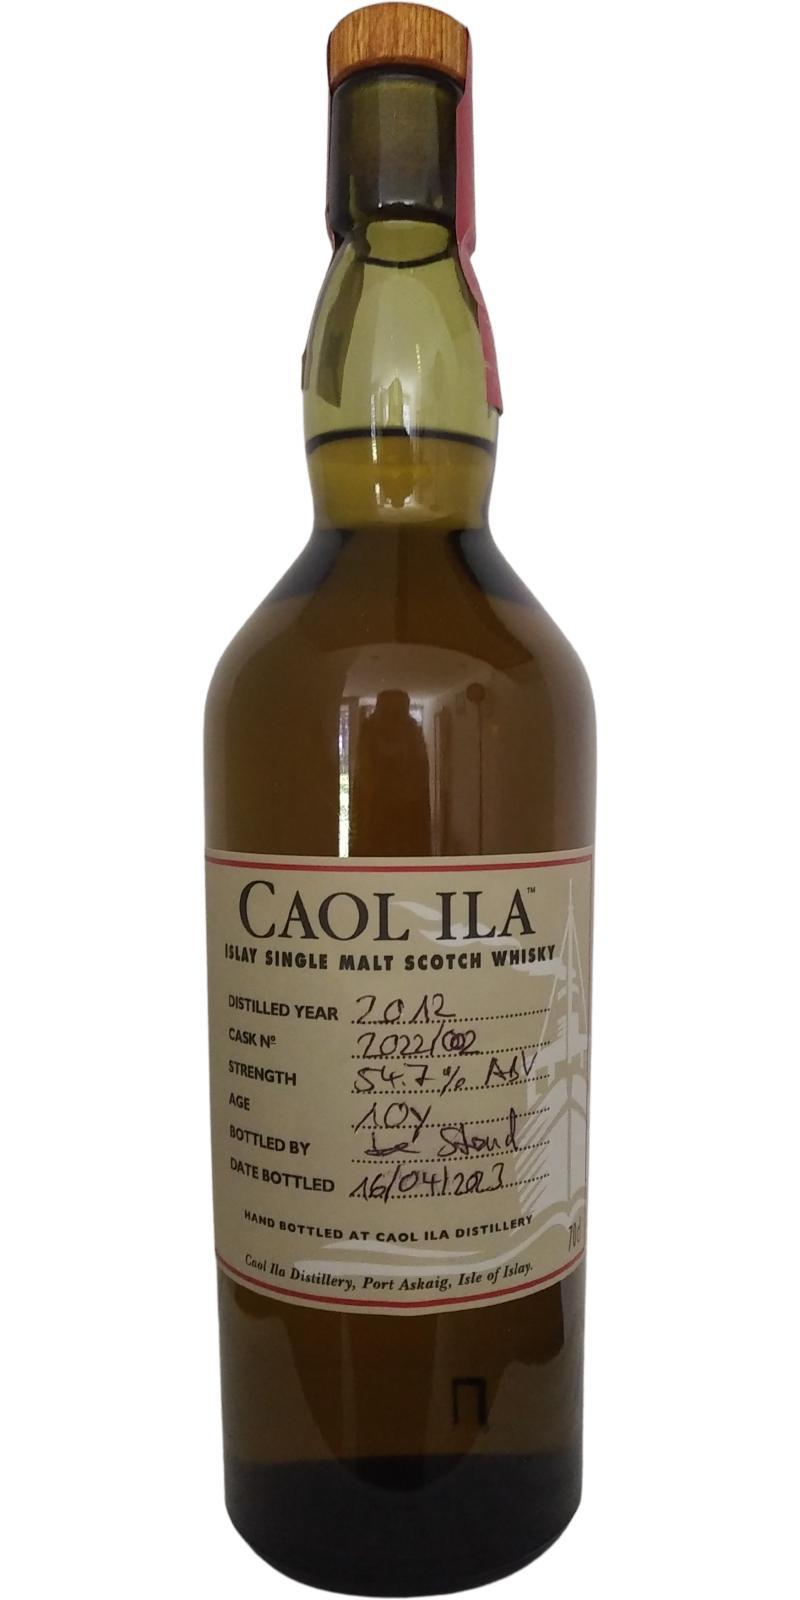 CAOL ILA™
ISLAY SINGLE MALT SCOTCH WHISKY
DISTILLED YEAR 2012
CASK Nº 2022/002
STRENGTH 54.7% ABV
AGE 10y
BOTTLED BY
DATE BOTTLED 16/04/2023
HAND BOTTLED AT CAOL ILA DISTILLERY
70cl
Caol Ila Distillery, Port Askaig, Isle of Islay.